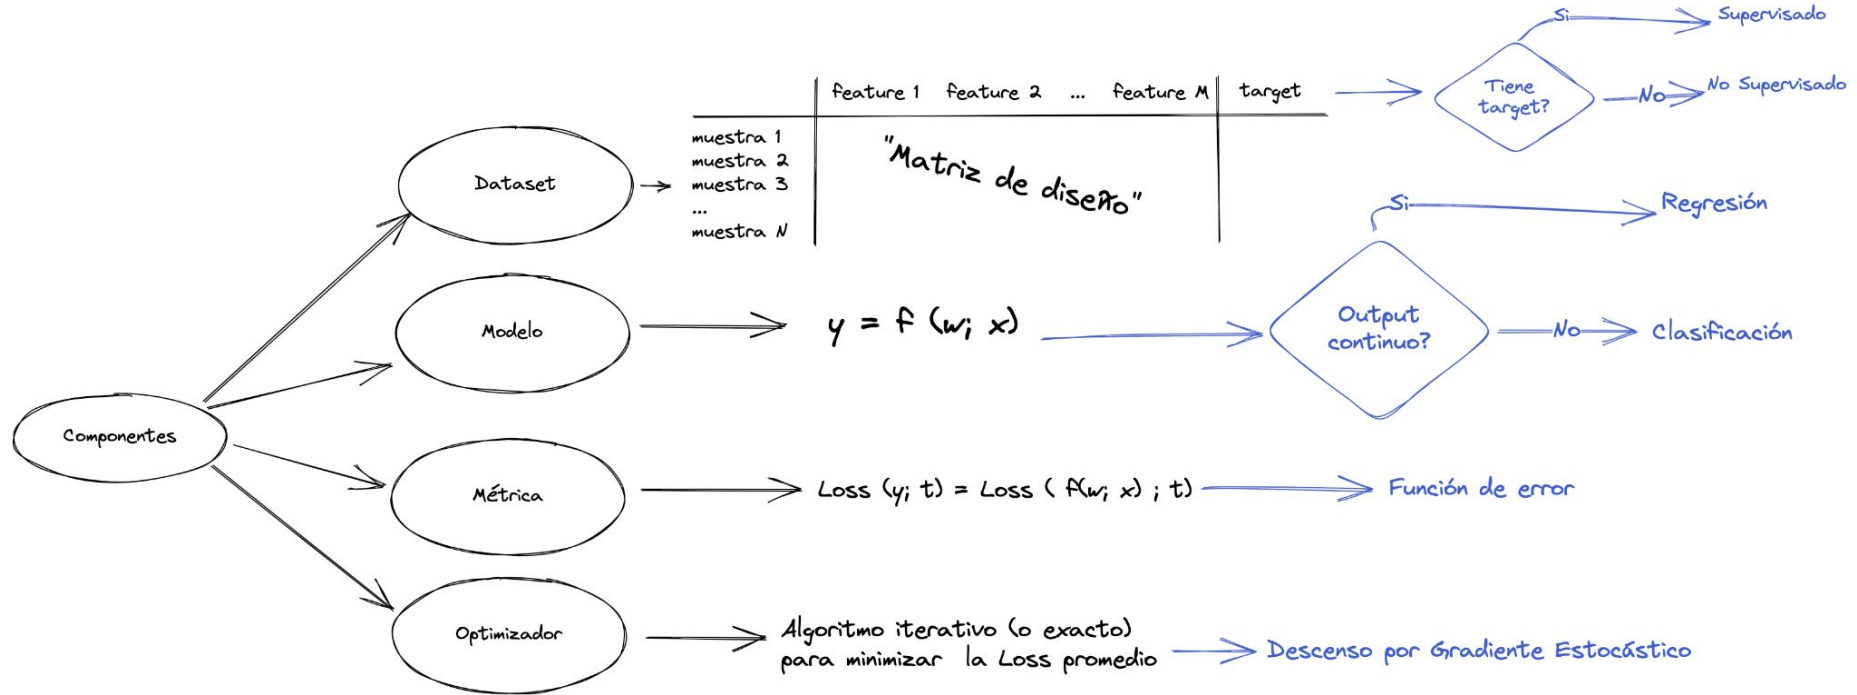 Si
Supervisado
feature 1 feature 2 ... feature M target
Tiene
target?
No
No Supervisado
muestra 1
muestra 2
muestra 3
...
muestra N
"Matriz de diseño"
Dataset
Si
Regresión
Modelo
y = f (w; x)
Output
continuo?
No
Clasificación
Componentes
Métrica
Loss (y; t) = Loss ( f(w; x) ; t)
Función de error
Optimizador
Algoritmo iterativo (o exacto)
para minimizar la Loss promedio
Descenso por Gradiente Estocástico